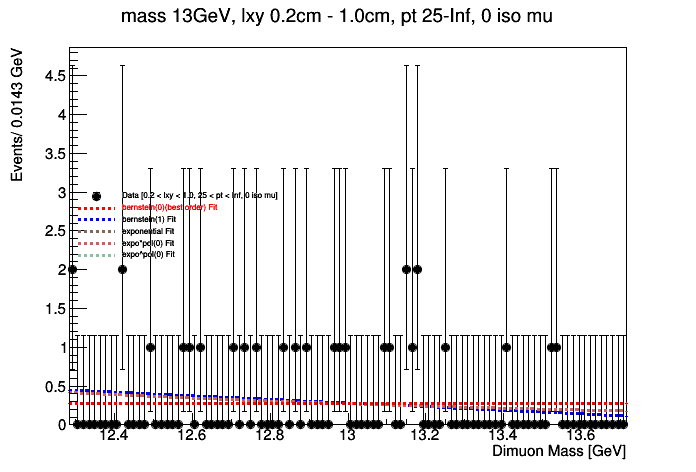 mass 13GeV, lxy 0.2cm - 1.0cm, pt 25-Inf, 0 iso mu
Events/ 0.0143 GeV
4.5
4
3.5
3
2.5
2
1.5
1
0.5
0
Data [0.2 < lxy < 1.0, 25 < pt < Inf, 0 iso mu]
bernstein(0)(best order) Fit
bernstein(1) Fit
exponential Fit
expo*pol(0) Fit
expo^pol(0) Fit
12.4 12.6 12.8 13 13.2 13.4 13.6
Dimuon Mass [GeV]